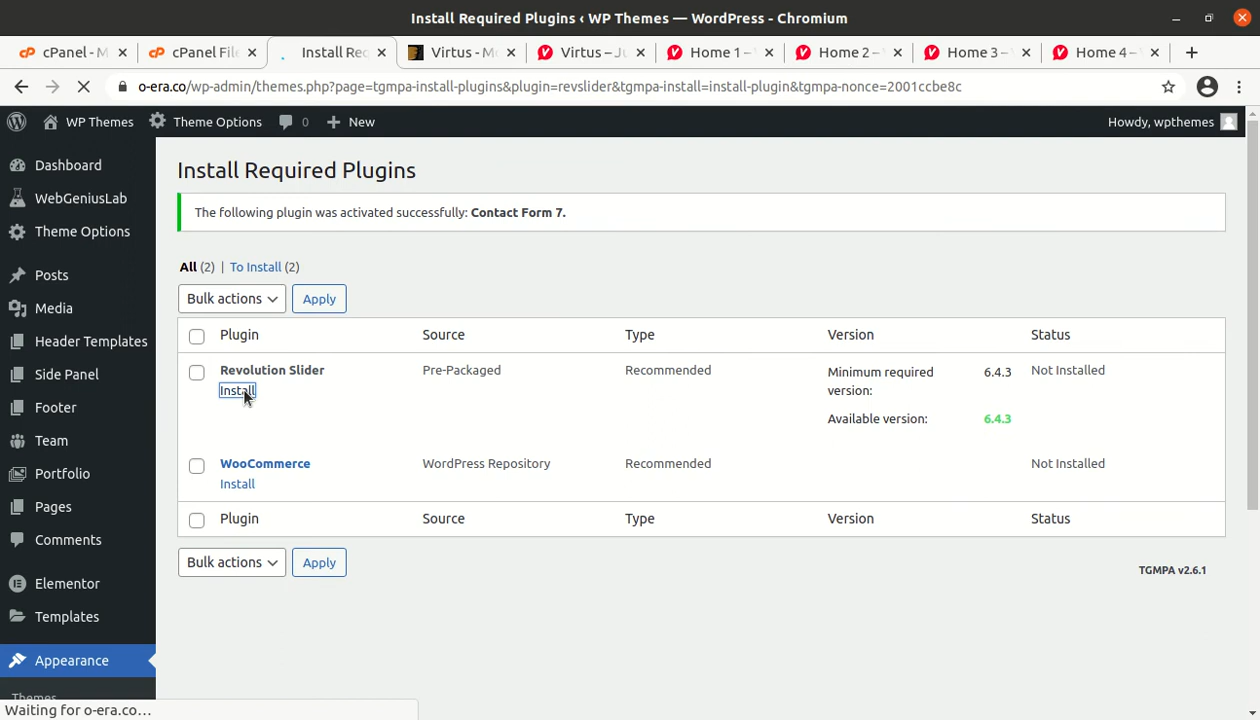 Install Required Plugins ‹ WP Themes — WordPress - Chromium
cPanel - M
cPanel File
Install Req
Virtus - Mo
Virtus – Ju
Home 1 –
Home 2 –
Home 3 –
Home 4 –
o-era.co/wp-admin/themes.php?page=tgmpa-install-plugins&plugin=revslider&tgmpa-install=install-plugin&tgmpa-nonce=2001ccbe8c
WP Themes
Theme Options
0
New
Howdy, wpthemes
Dashboard
WebGeniusLab
Theme Options
Posts
Media
Header Templates
Side Panel
Footer
Team
Portfolio
Pages
Comments
Elementor
Templates
Appearance
Themes
Install Required Plugins
The following plugin was activated successfully: Contact Form 7.
All (2) | To Install (2)
Bulk actions
Apply
Plugin Source Type Version Status
Revolution Slider Pre-Packaged Recommended Minimum required version: 6.4.3 Not Installed
Install
Available version: 6.4.3
WooCommerce WordPress Repository Recommended Not Installed
Install
Plugin Source Type Version Status
Bulk actions
Apply
TGMPA v2.6.1
Waiting for o-era.co...